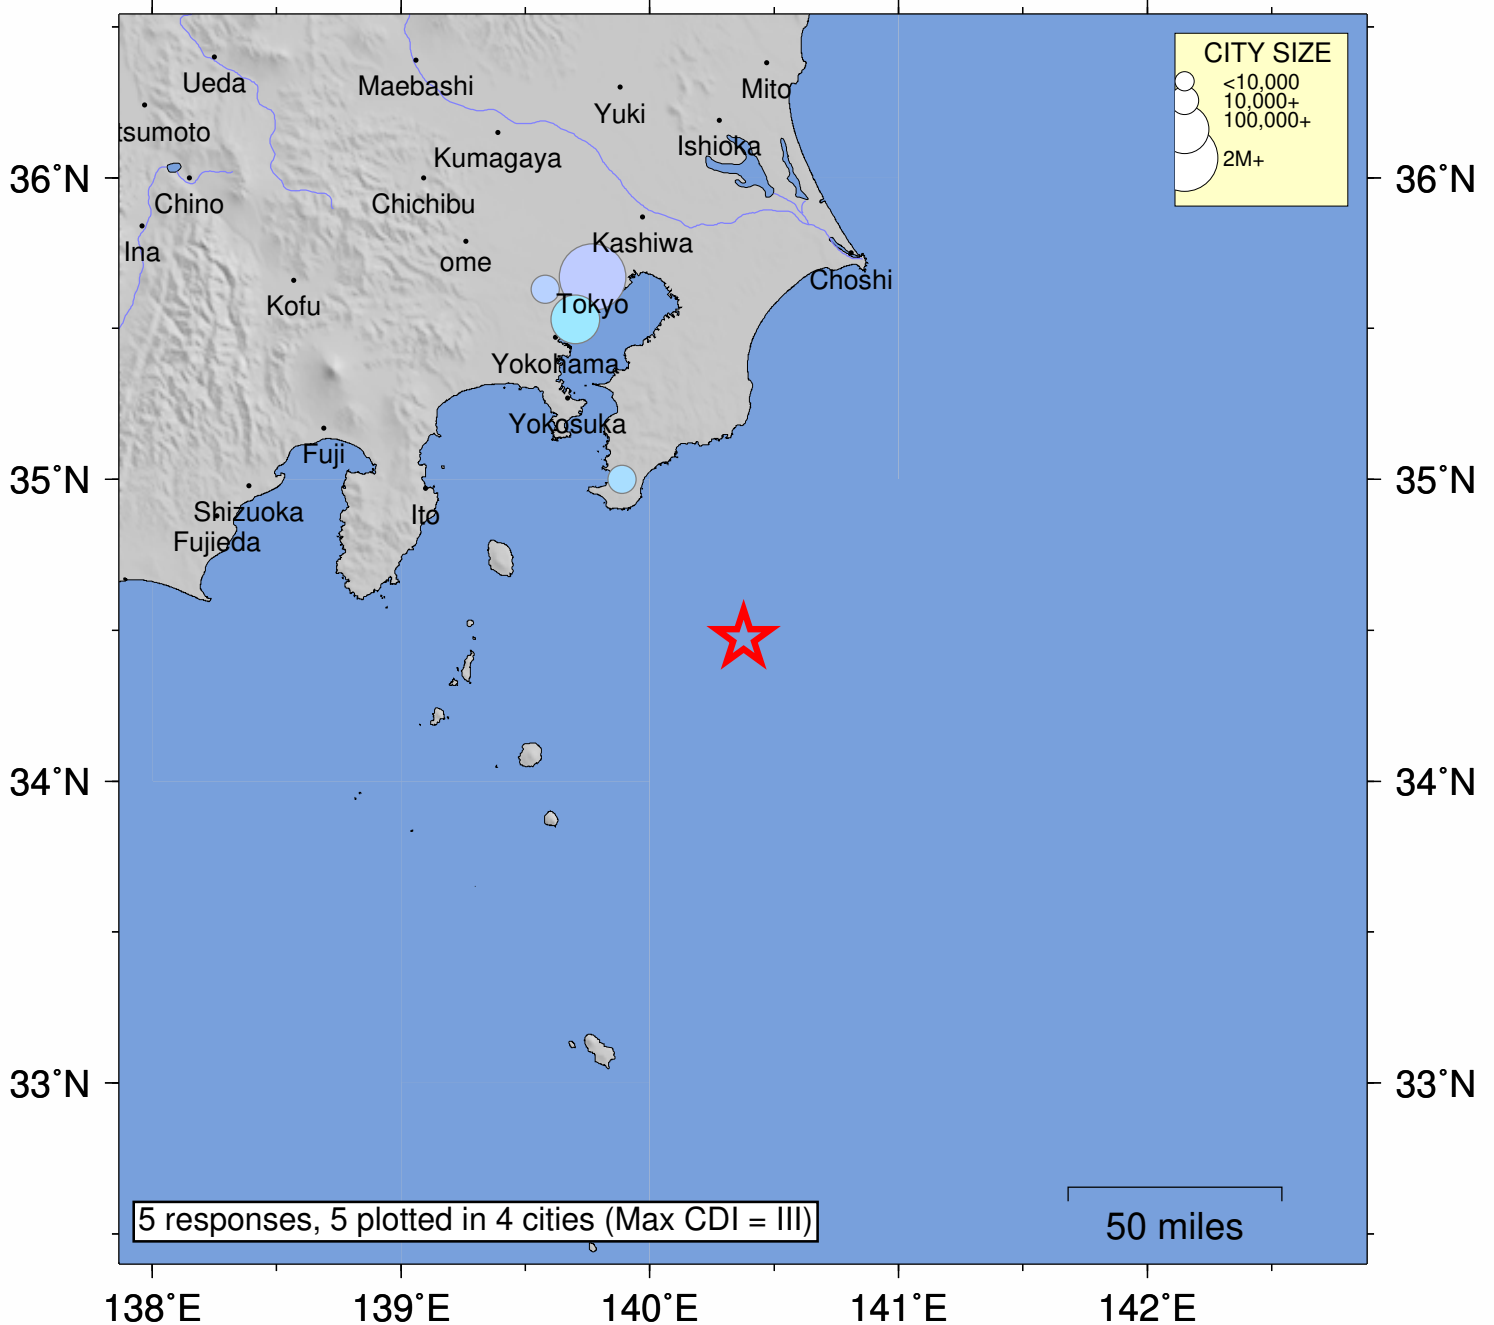 CITY SIZE
<10,000
10,000+
100,000+
2M+
Ueda
Maebashi
Mito
Yuki
tsumoto
Ishioka
Kumagaya
36˚N
36˚N
Chino
Chichibu
Kashiwa
Ina
ome
Choshi
Kofu
Tokyo
Yokohama
Yokosuka
Fuji
35˚N
35˚N
Shizuoka
Ito
Fujieda
34˚N
34˚N
33˚N
33˚N
5 responses, 5 plotted in 4 cities (Max CDI = III)
50 miles
138˚E
139˚E
140˚E
141˚E
142˚E